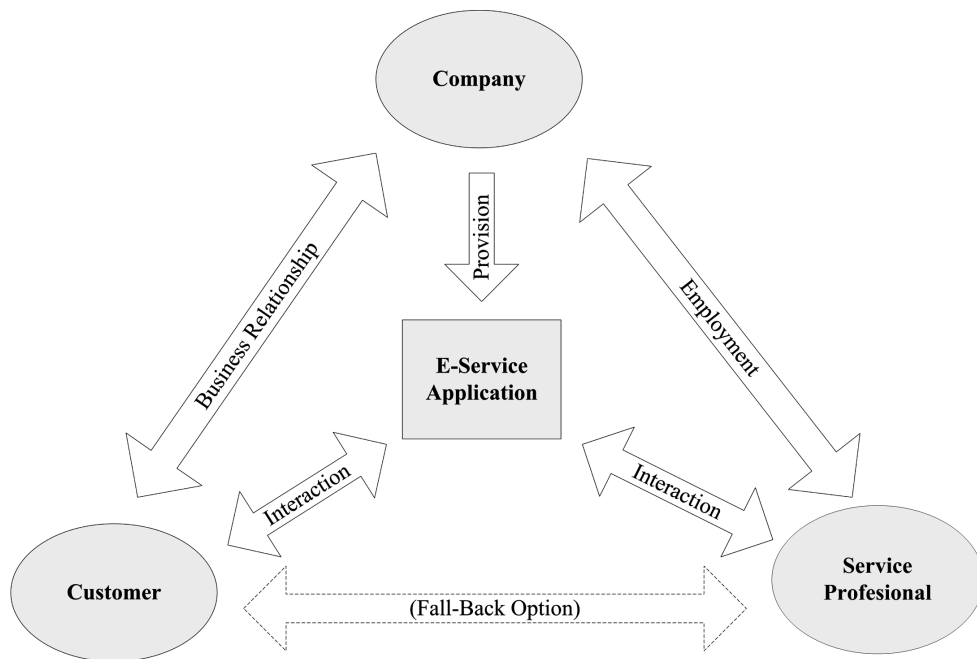 Company
Provision
Business Relationship
Employment
E-Service
Application
Interaction
Interaction
Customer
(Fall-Back Option)
Service
Profesional